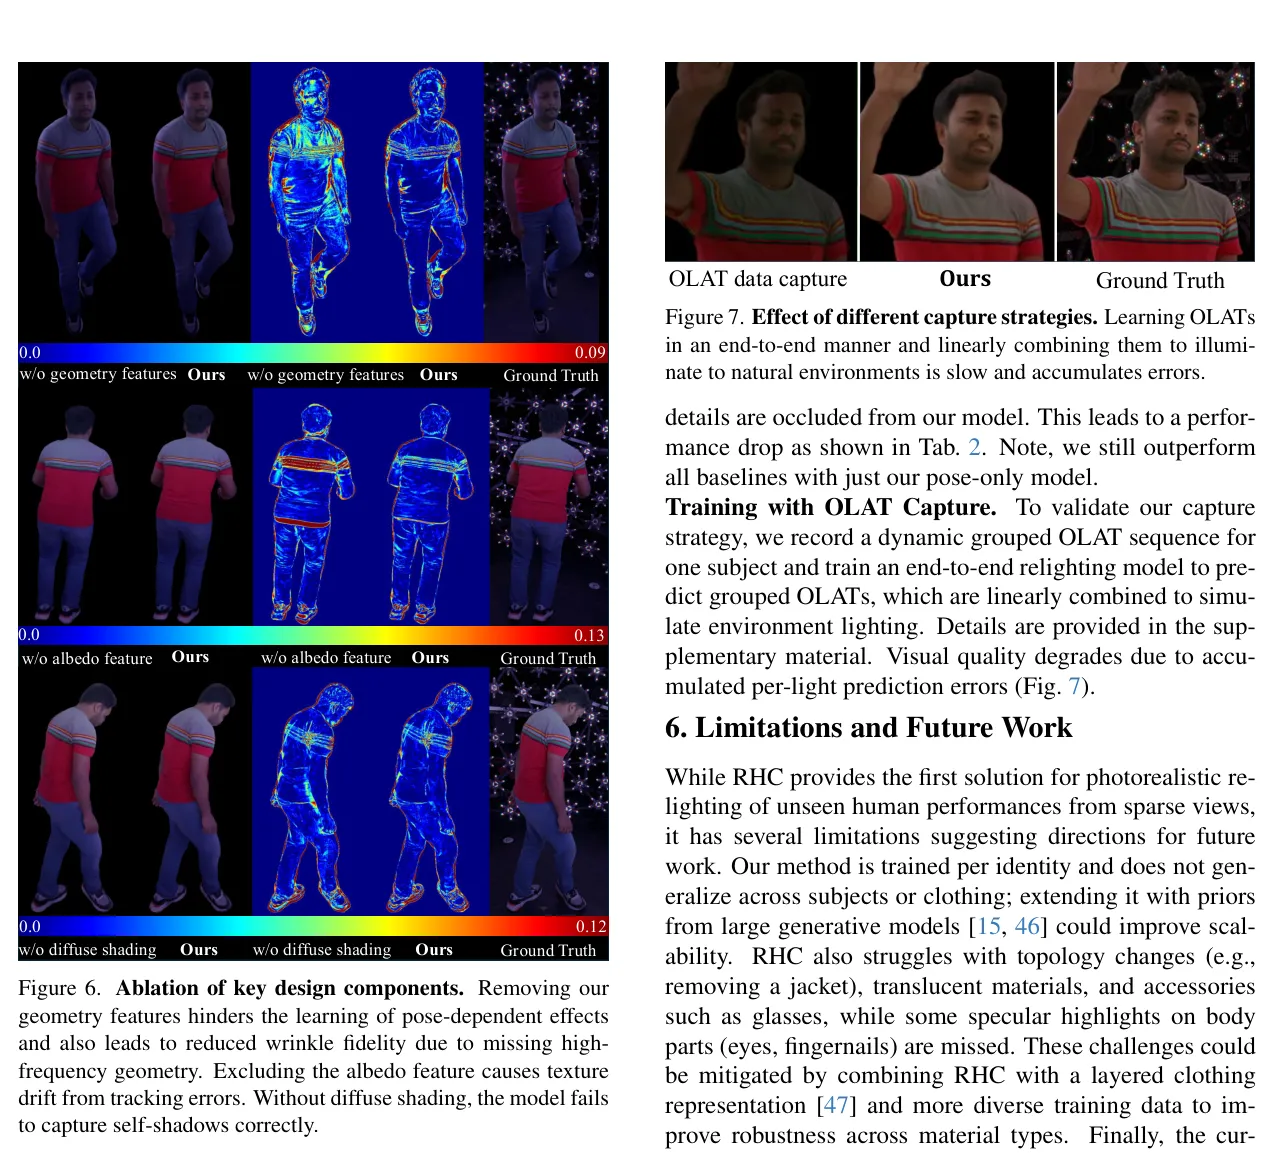 0.0 0.09
w/o geometry features Ours w/o geometry features Ours Ground Truth
0.0 0.13
w/o albedo feature Ours w/o albedo feature Ours Ground Truth
0.0 0.12
w/o diffuse shading Ours w/o diffuse shading Ours Ground Truth
Figure 6. Ablation of key design components. Removing our
geometry features hinders the learning of pose-dependent effects
and also leads to reduced wrinkle fidelity due to missing high-
frequency geometry. Excluding the albedo feature causes texture
drift from tracking errors. Without diffuse shading, the model fails
to capture self-shadows correctly.
OLAT data capture Ours Ground Truth
Figure 7. Effect of different capture strategies. Learning OLATs
in an end-to-end manner and linearly combining them to illumi-
nate to natural environments is slow and accumulates errors.
details are occluded from our model. This leads to a perfor-
mance drop as shown in Tab. 2. Note, we still outperform
all baselines with just our pose-only model.
Training with OLAT Capture. To validate our capture
strategy, we record a dynamic grouped OLAT sequence for
one subject and train an end-to-end relighting model to pre-
dict grouped OLATs, which are linearly combined to simu-
late environment lighting. Details are provided in the sup-
plementary material. Visual quality degrades due to accu-
mulated per-light prediction errors (Fig. 7).
6. Limitations and Future Work
While RHC provides the first solution for photorealistic re-
lighting of unseen human performances from sparse views,
it has several limitations suggesting directions for future
work. Our method is trained per identity and does not gen-
eralize across subjects or clothing; extending it with priors
from large generative models [15, 46] could improve scal-
ability. RHC also struggles with topology changes (e.g.,
removing a jacket), translucent materials, and accessories
such as glasses, while some specular highlights on body
parts (eyes, fingernails) are missed. These challenges could
be mitigated by combining RHC with a layered clothing
representation [47] and more diverse training data to im-
prove robustness across material types. Finally, the cur-